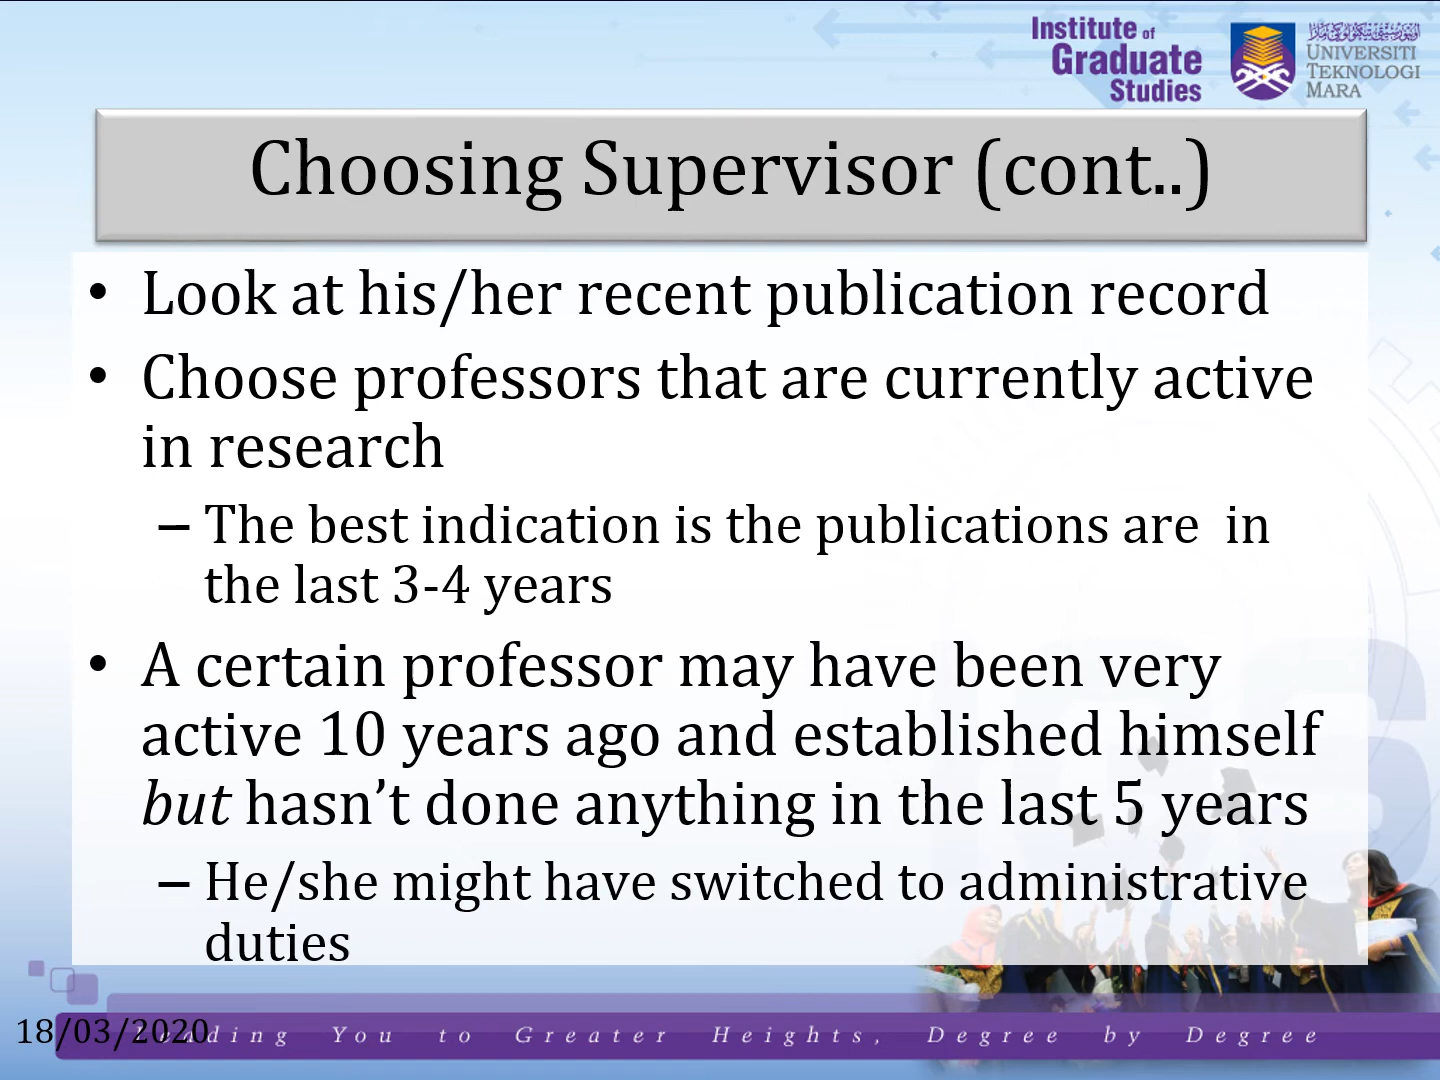 Institute of
Graduate
Studies
UNIVERSITI
TEKNOLOGI
MARA
Choosing Supervisor (cont..)
• Look at his/her recent publication record
• Choose professors that are currently active
in research
– The best indication is the publications are  in
the last 3-4 years
• A certain professor may have been very
active 10 years ago and established himself
but hasn’t done anything in the last 5 years
– He/she might have switched to administrative
duties
18/03/2020
Leading You to Greater Heights, Degree by Degree